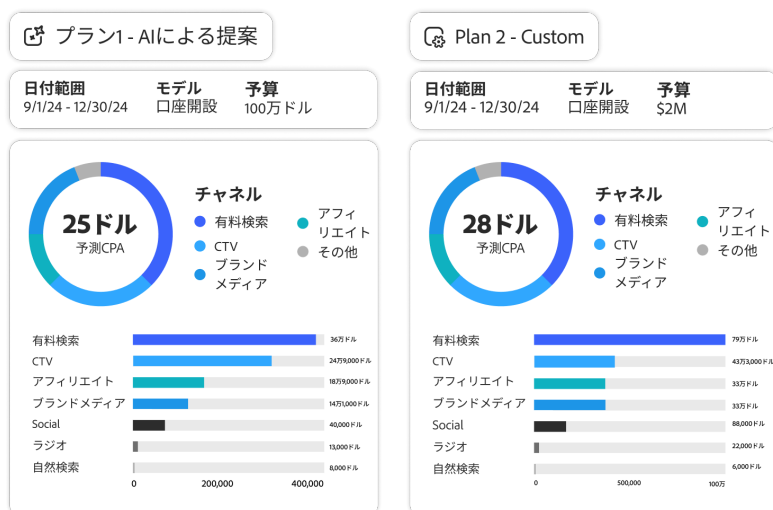 プラン1 - AIによる提案
日付範囲 モデル 予算
9/1/24 - 12/30/24 口座開設 100万ドル
25ドル
予測CPA
チャネル
有料検索
CTV
ブランド
メディア
アフィ
リエイト
その他
有料検索 36万ドル
CTV 24万9,000ドル
アフィリエイト 18万9,000ドル
ブランドメディア 14万1,000ドル
Social 40,000ドル
ラジオ 13,000ドル
自然検索 8,000ドル
0 200,000 400,000
Plan 2 - Custom
日付範囲 モデル 予算
9/1/24 - 12/30/24 口座開設 $2M
28ドル
予測CPA
チャネル
有料検索
CTV
ブランド
メディア
アフィ
リエイト
その他
有料検索 79万ドル
CTV 43万3,000ドル
アフィリエイト 33万ドル
ブランドメディア 33万ドル
Social 88,000ドル
ラジオ 22,000ドル
自然検索 6,000ドル
0 500,000 100万